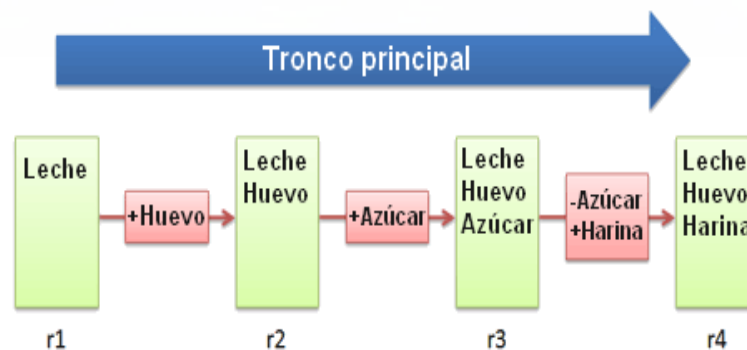 Tronco principal
Leche
+Huevo
Leche
Huevo
+Azúcar
Leche
Huevo
Azúcar
-Azúcar
+Harina
Leche
Huevo
Harina
r1
r2
r3
r4